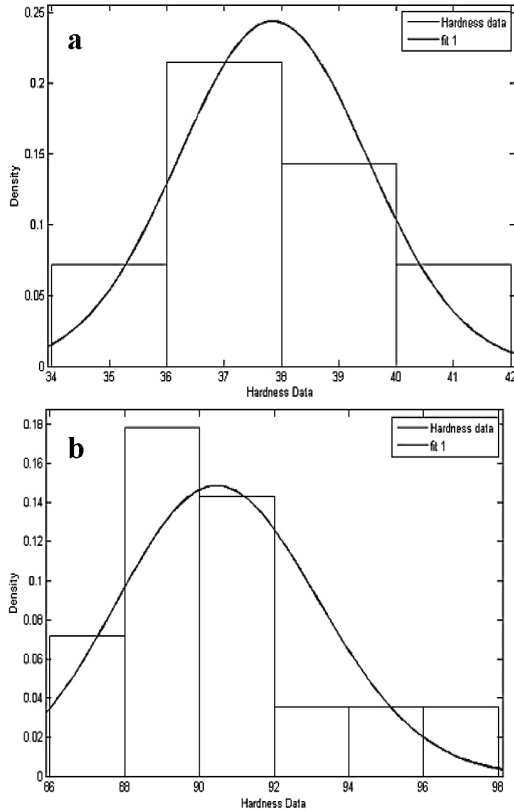 0.25
a
Hardness data
fit 1
0.2
0.15
Density
0.1
0.05
0
34 35 36 37 38 39 40 41 42
Hardness Data
0.18
b
Hardness data
fit 1
0.16
0.14
0.12
0.1
Density
0.08
0.06
0.04
0.02
0
86 88 90 92 94 96 98
Hardness Data